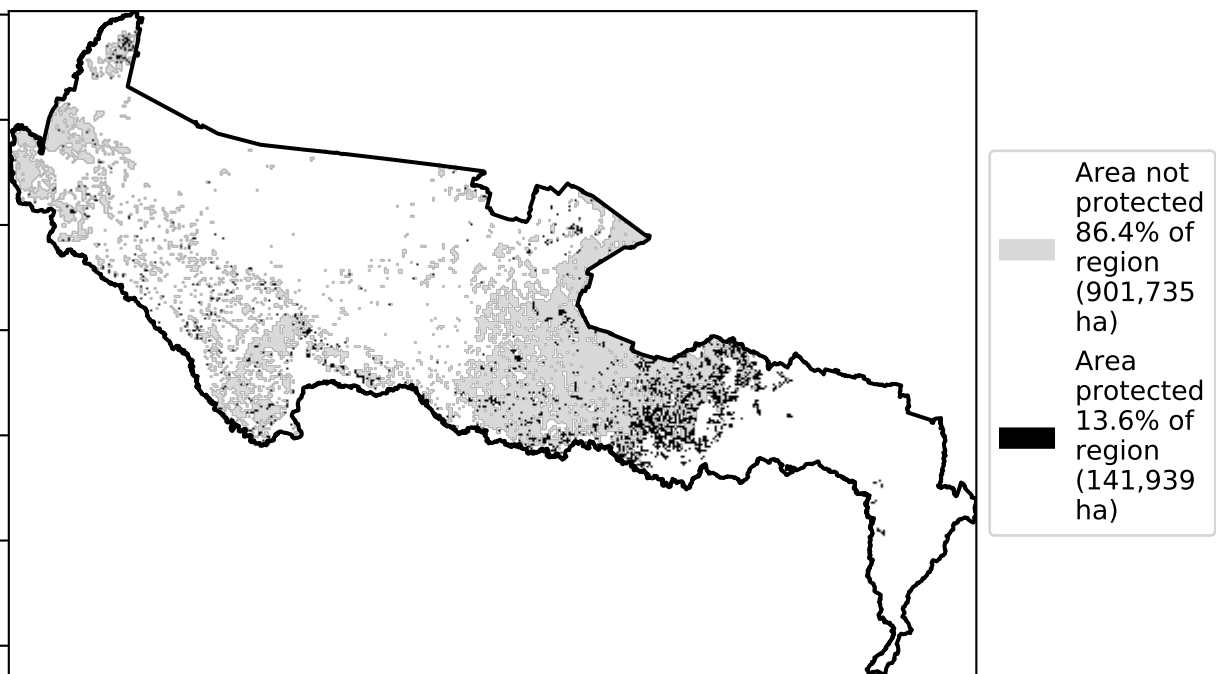 Area not
protected
86.4% of
region
(901,735
ha)
Area
protected
13.6% of
region
(141,939
ha)